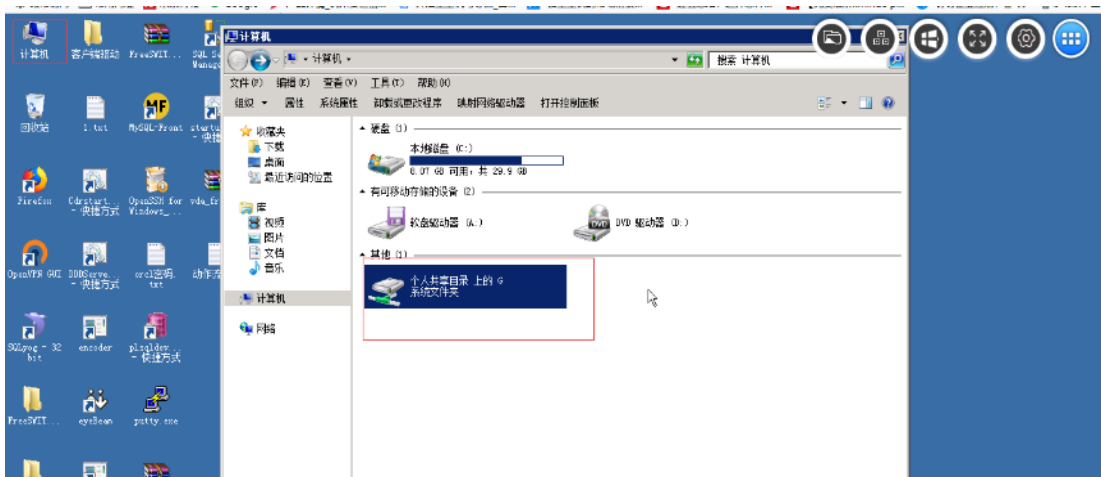 计算机
客户端驱动
FreeSWIT...
回收站
1.txt
MySQL-Front
Firefox
Cdrstart...
- 快捷方式
OpenSSH for
Windows_...
OpenVPN GUI
DDDServe...
- 快捷方式
orcl密码.
txt
SQLyog - 32
bit
encoder
plsqldev
- 快捷方式
FreeSWIT...
eyeBeam
putty.exe
计算机
计算机
搜索 计算机
文件(F) 编辑(E) 查看(V) 工具(T) 帮助(H)
组织 属性 系统属性 卸载或更改程序 映射网络驱动器 打开控制面板
收藏夹
下载
桌面
最近访问的位置
库
视频
图片
文档
音乐
计算机
网络
硬盘 (1)
本地磁盘 (C:)
8.07 GB 可用，共 29.9 GB
有可移动存储的设备 (2)
软盘驱动器 (A:)
DVD 驱动器 (D:)
其他 (1)
个人共享目录 上的 G
系统文件夹